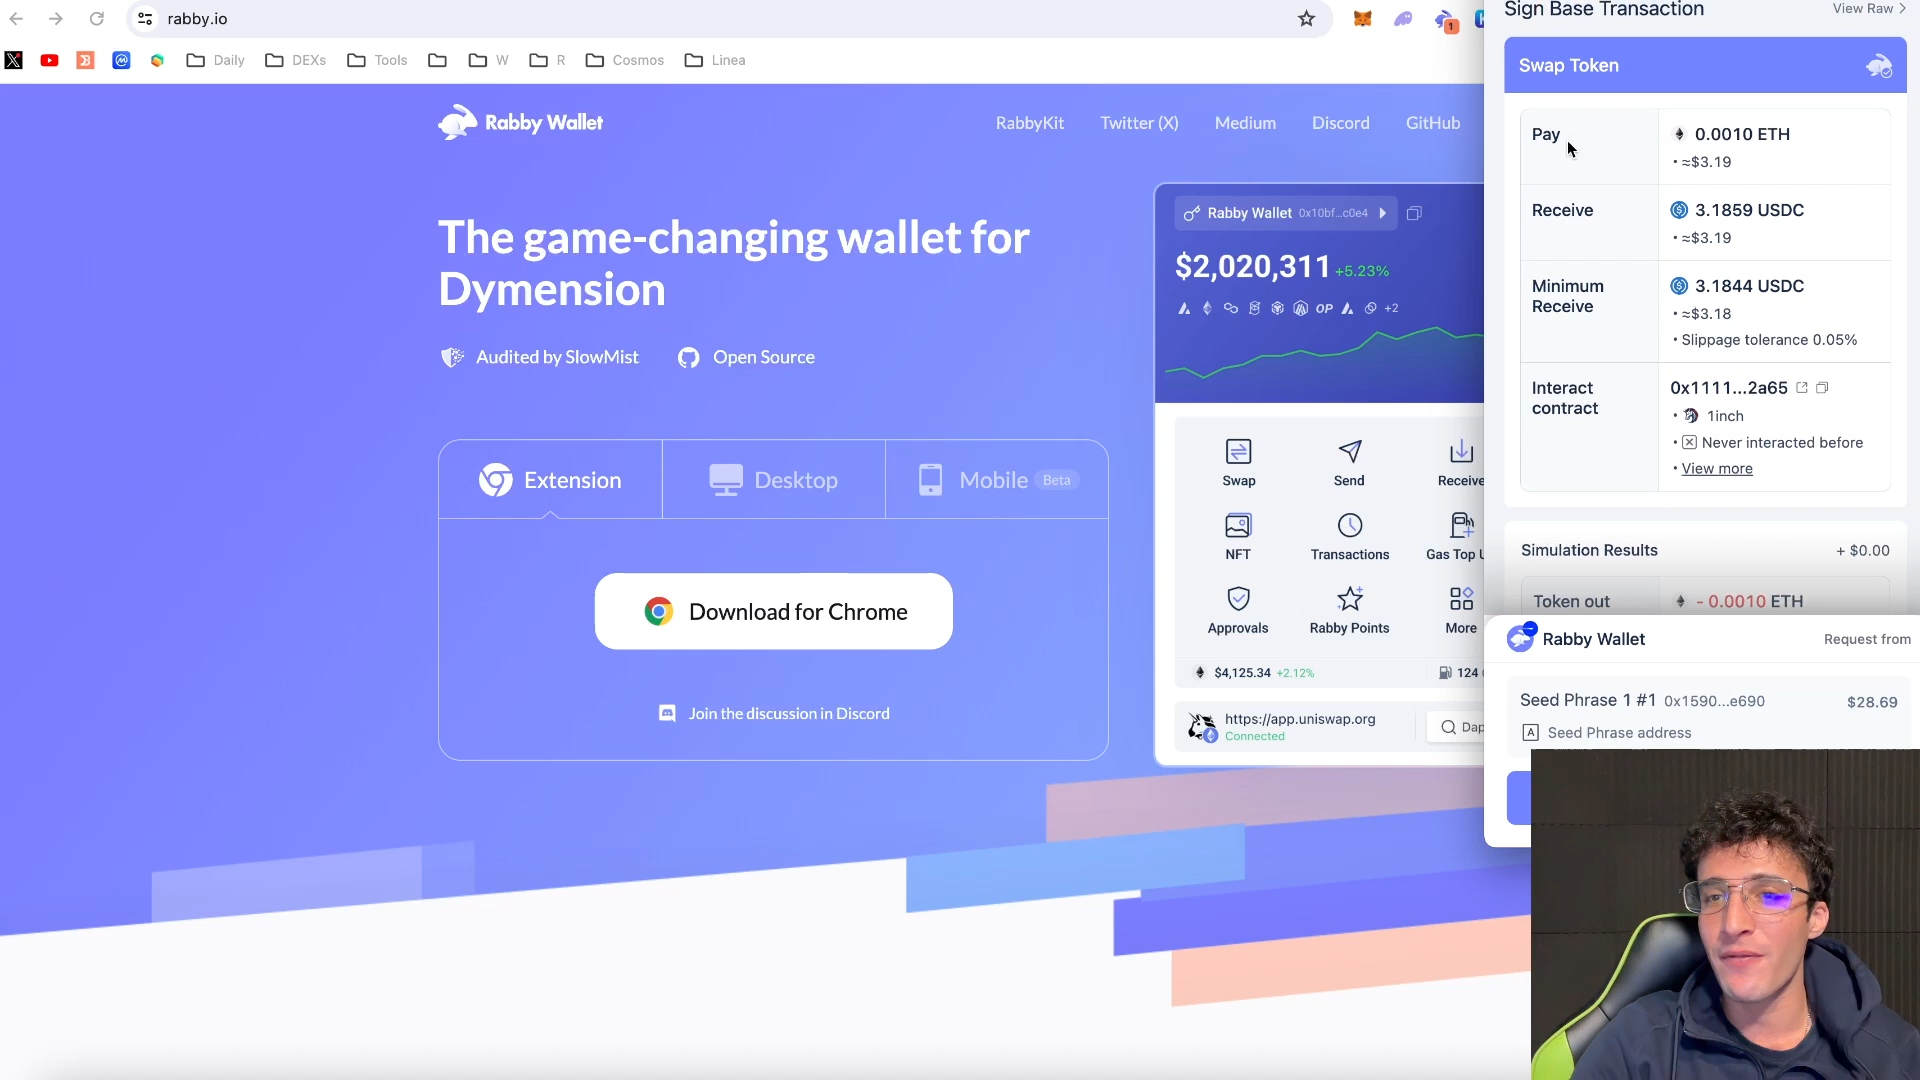 rabby.io
1
Daily
DEXs
Tools
W
R
Cosmos
Linea
Rabby Wallet
RabbyKit
Twitter (X)
Medium
Discord
GitHub
The game-changing wallet for
Dymension
Audited by SlowMist
Open Source
Extension
Desktop
Mobile
Beta
Download for Chrome
Join the discussion in Discord
Rabby Wallet 0x10bf...c0e4
$2,020,311 +5.23%
OP
+2
Swap
Send
Receive
NFT
Transactions
Gas Top U
Approvals
Rabby Points
More
$4,125.34 +2.12%
124
https://app.uniswap.org
Connected
Dap
Sign Base Transaction
View Raw
Swap Token
Pay
0.0010 ETH
• ≈$3.19
Receive
3.1859 USDC
• ≈$3.19
Minimum
Receive
3.1844 USDC
• ≈$3.18
• Slippage tolerance 0.05%
Interact
contract
0x1111...2a65
• 1inch
• Never interacted before
• View more
Simulation Results
+ $0.00
Token out
- 0.0010 ETH
Rabby Wallet
Request from
Seed Phrase 1 #1 0x1590...e690
$28.69
A
Seed Phrase address